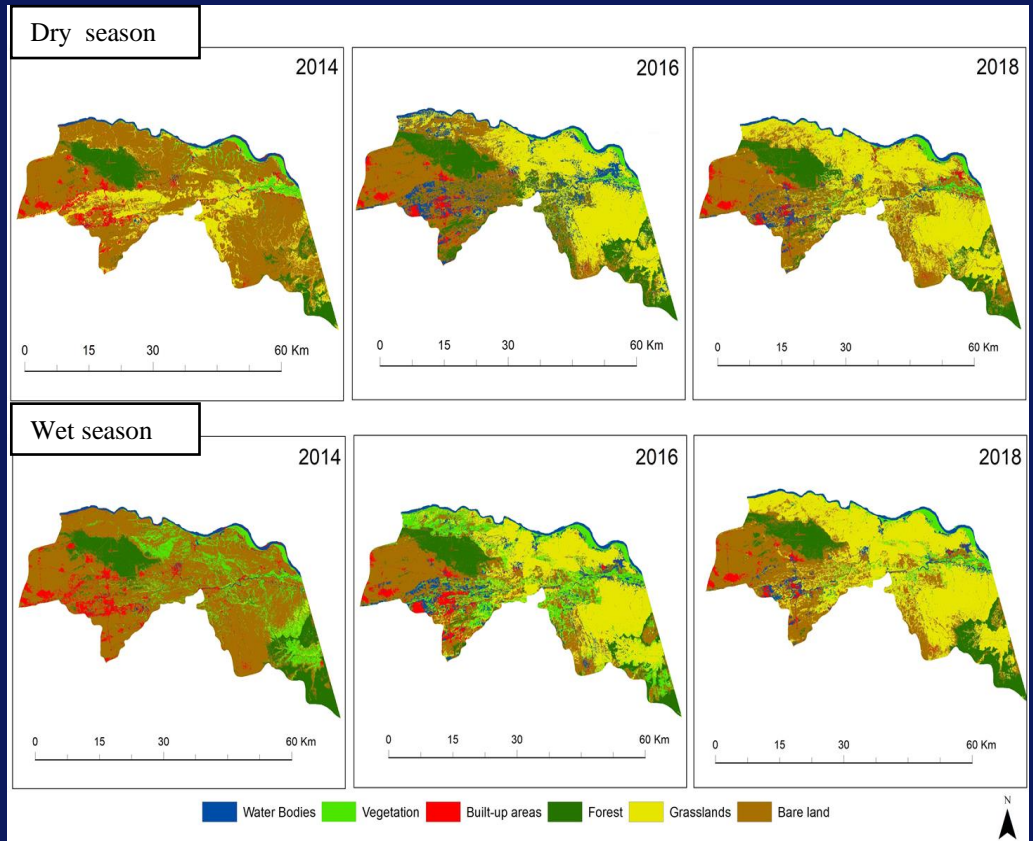 Dry season
2014
2016
2018
0 15 30 60 Km
0 15 30 60 Km
0 15 30 60 Km
Wet season
2014
2016
2018
0 15 30 60 Km
0 15 30 60 Km
0 15 30 60 Km
Water Bodies Vegetation Built-up areas Forest Grasslands Bare land
N